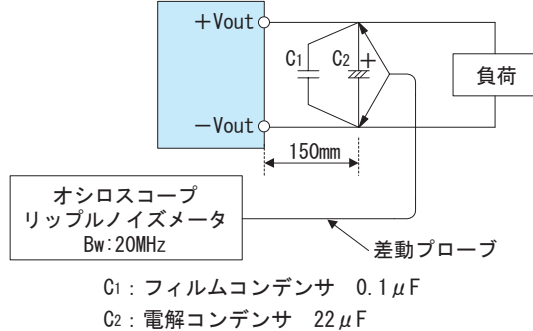 +Vout
C1
C2
+
負荷
−Vout
150mm
オシロスコープ
リップルノイズメータ
Bw:20MHz
差動プローブ
C1：フィルムコンデンサ 0.1μF
C2：電解コンデンサ 22μF